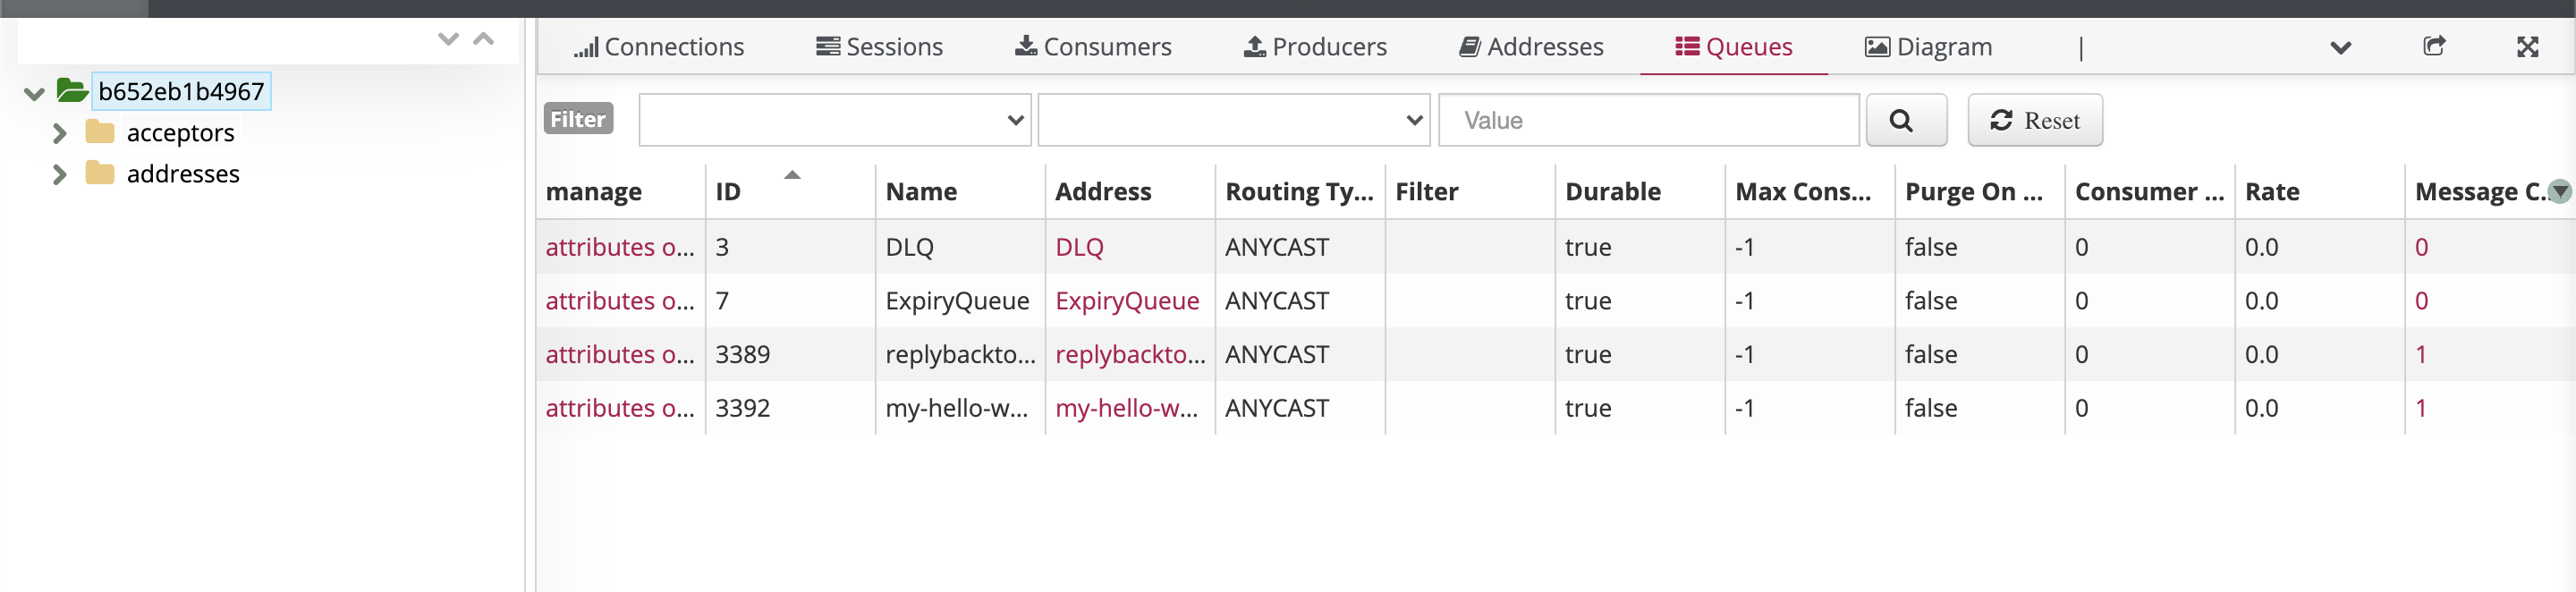 Connections Sessions Consumers Producers Addresses Queues Diagram |
b652eb1b4967
acceptors
addresses
Filter Value Reset
manage ID Name Address Routing Ty... Filter Durable Max Cons... Purge On ... Consumer ... Rate Message C...
attributes o... 3 DLQ DLQ ANYCAST true -1 false 0 0.0 0
attributes o... 7 ExpiryQueue ExpiryQueue ANYCAST true -1 false 0 0.0 0
attributes o... 3389 replybackto... replybackto... ANYCAST true -1 false 0 0.0 1
attributes o... 3392 my-hello-w... my-hello-w... ANYCAST true -1 false 0 0.0 1